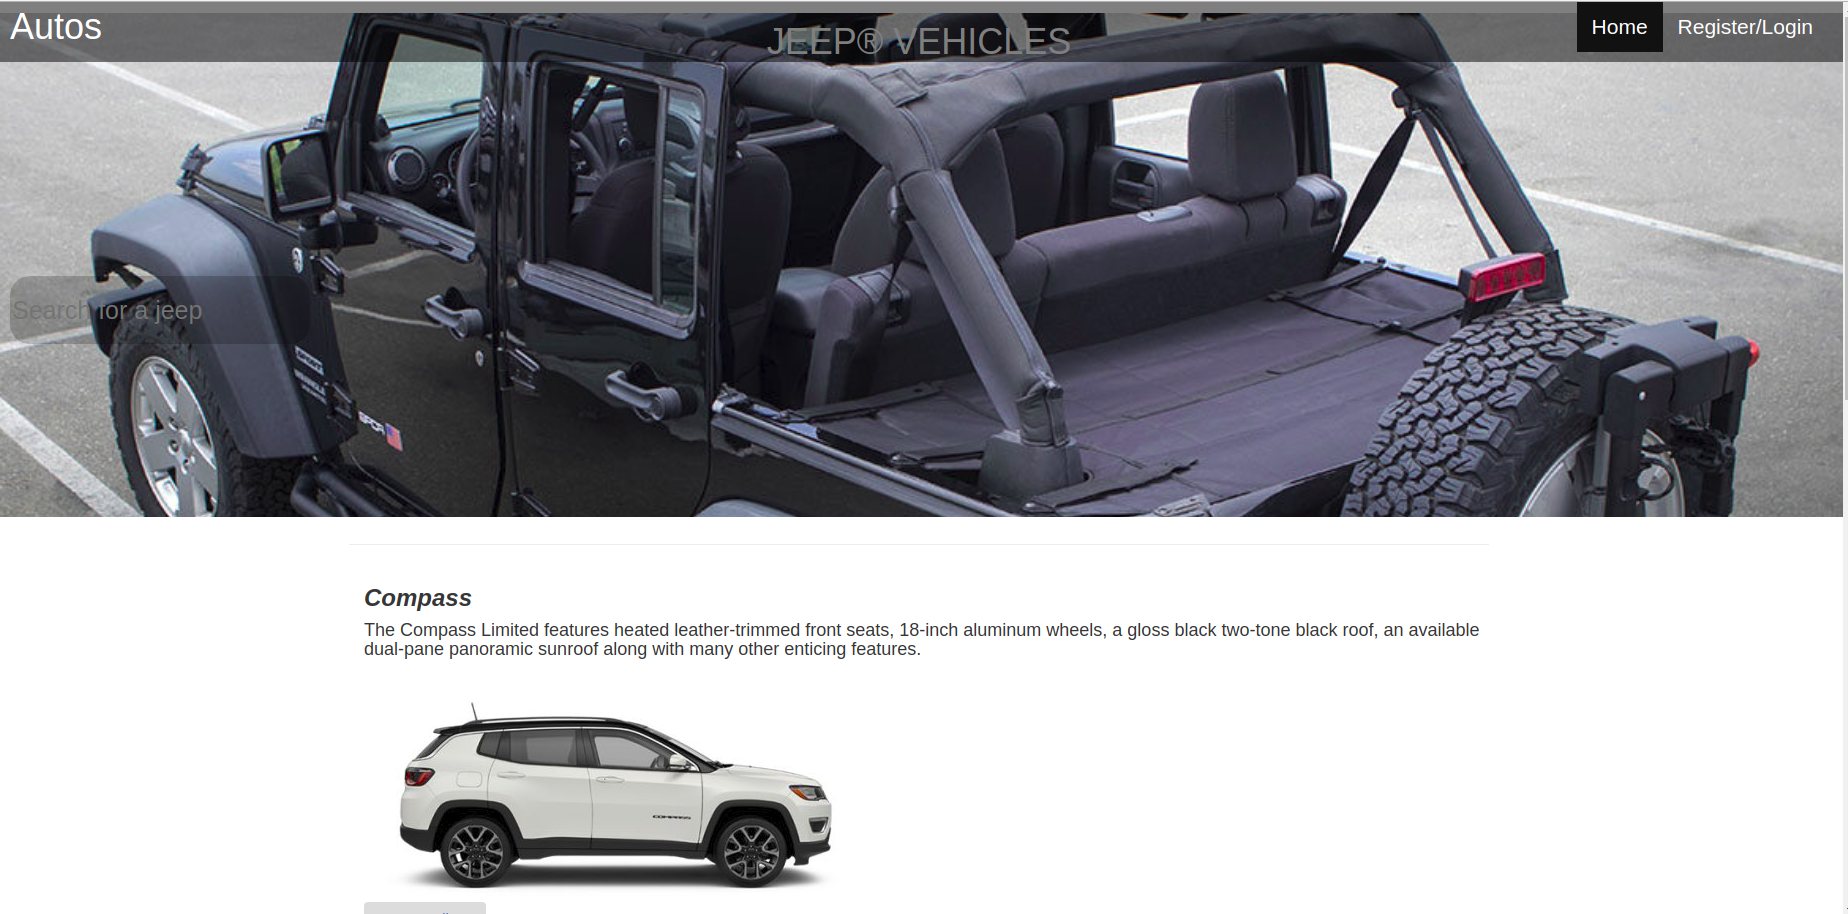 Autos
JEEP® VEHICLES
Home
Register/Login
Search for a jeep
SPORT
Compass
The Compass Limited features heated leather-trimmed front seats, 18-inch aluminum wheels, a gloss black two-tone black roof, an available
dual-pane panoramic sunroof along with many other enticing features.
COMPASS